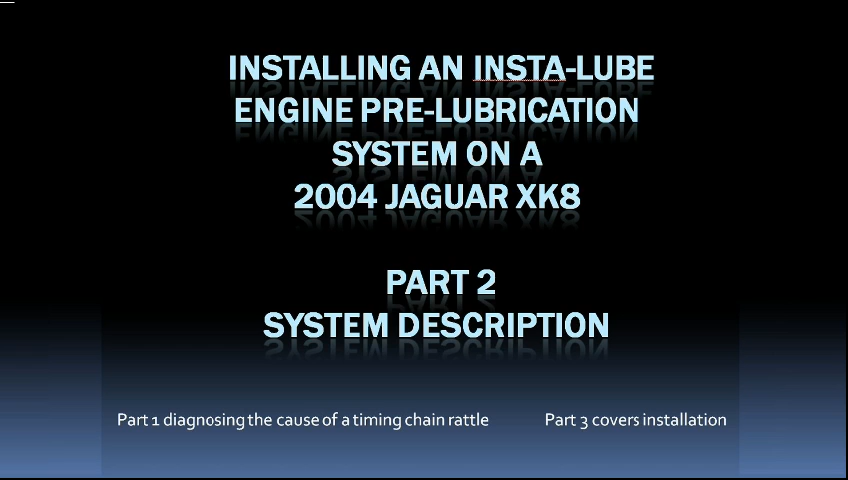 INSTALLING AN INSTA-LUBE
ENGINE PRE-LUBRICATION
SYSTEM ON A
2004 JAGUAR XK8
PART 2
SYSTEM DESCRIPTION
Part 1 diagnosing the cause of a timing chain rattle
Part 3 covers installation